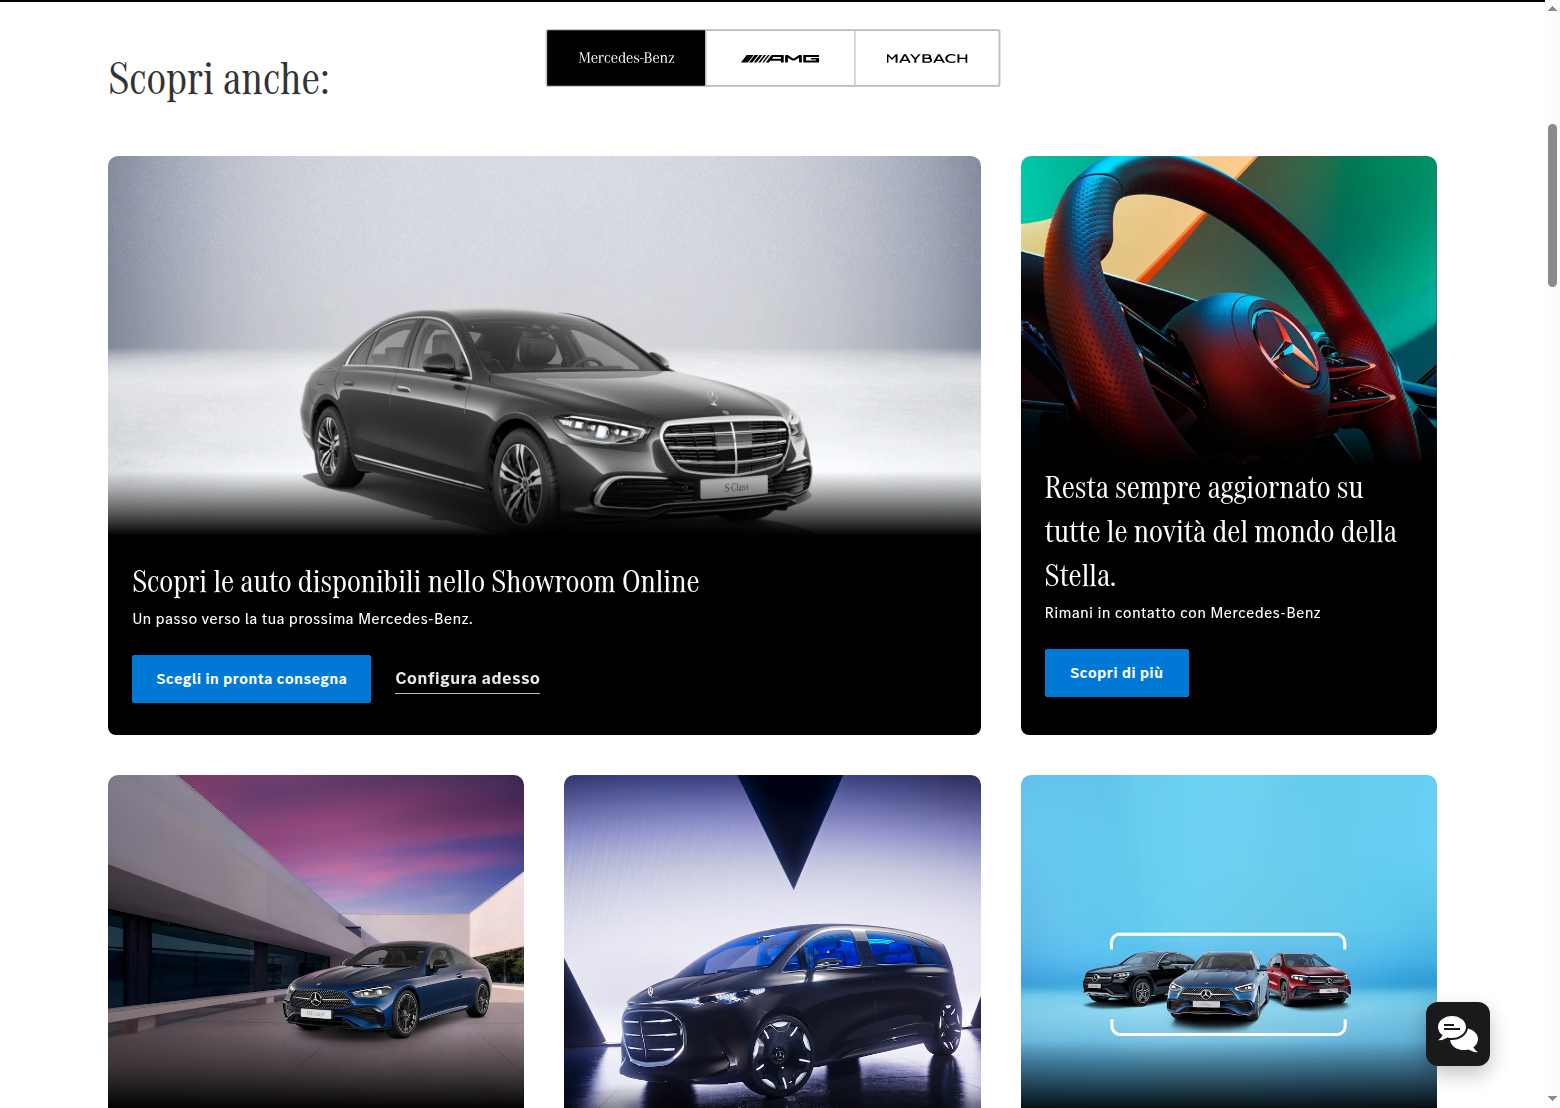 Scopri anche:
Mercedes-Benz
AMG
MAYBACH
Scopri le auto disponibili nello Showroom Online
Un passo verso la tua prossima Mercedes-Benz.
Scegli in pronta consegna
Configura adesso
S-Class
Resta sempre aggiornato su
tutte le novità del mondo della
Stella.
Rimani in contatto con Mercedes-Benz
Scopri di più